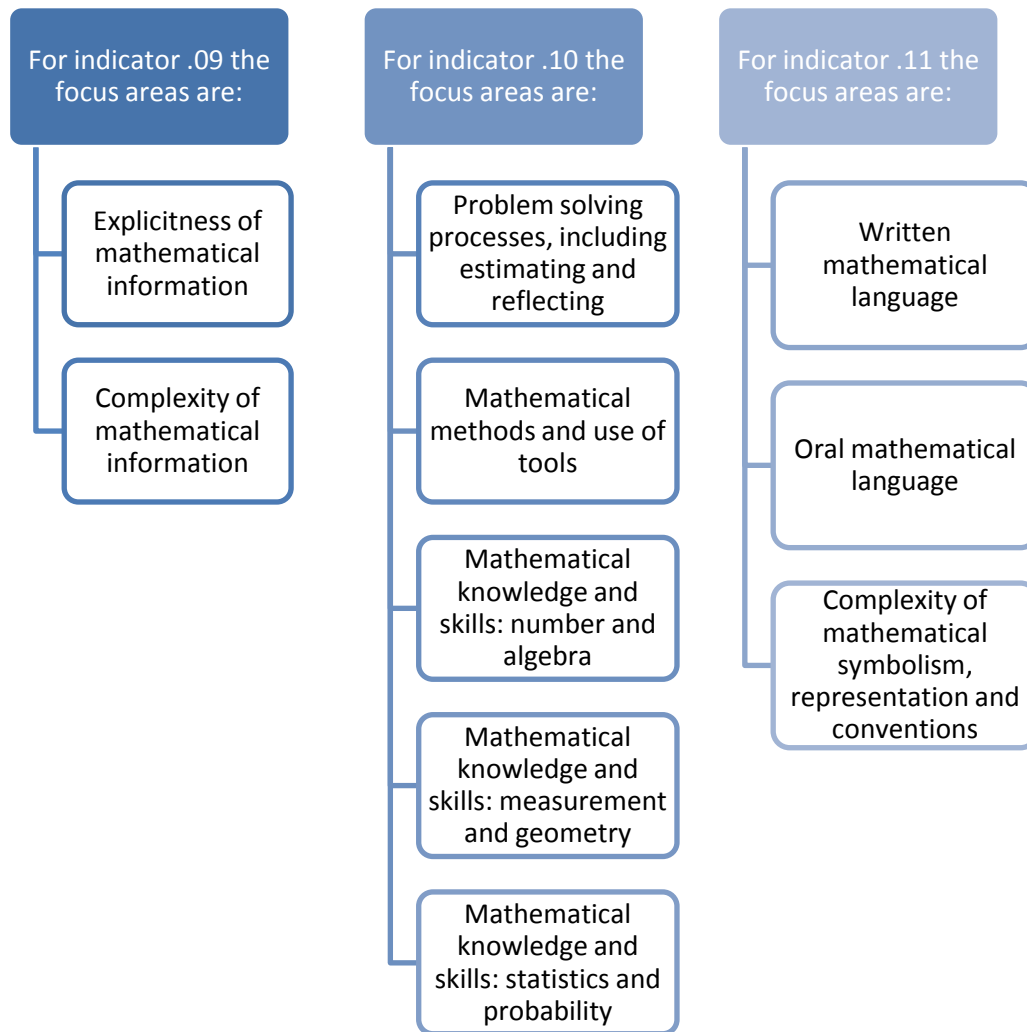 For indicator .09 the
focus areas are:
Explicitness of
mathematical
information
Complexity of
mathematical
information
For indicator .10 the
focus areas are:
Problem solving
processes, including
estimating and
reflecting
Mathematical
methods and use of
tools
Mathematical
knowledge and
skills: number and
algebra
Mathematical
knowledge and
skills: measurement
and geometry
Mathematical
knowledge and
skills: statistics and
probability
For indicator .11 the
focus areas are:
Written
mathematical
language
Oral mathematical
language
Complexity of
mathematical
symbolism,
representation and
conventions